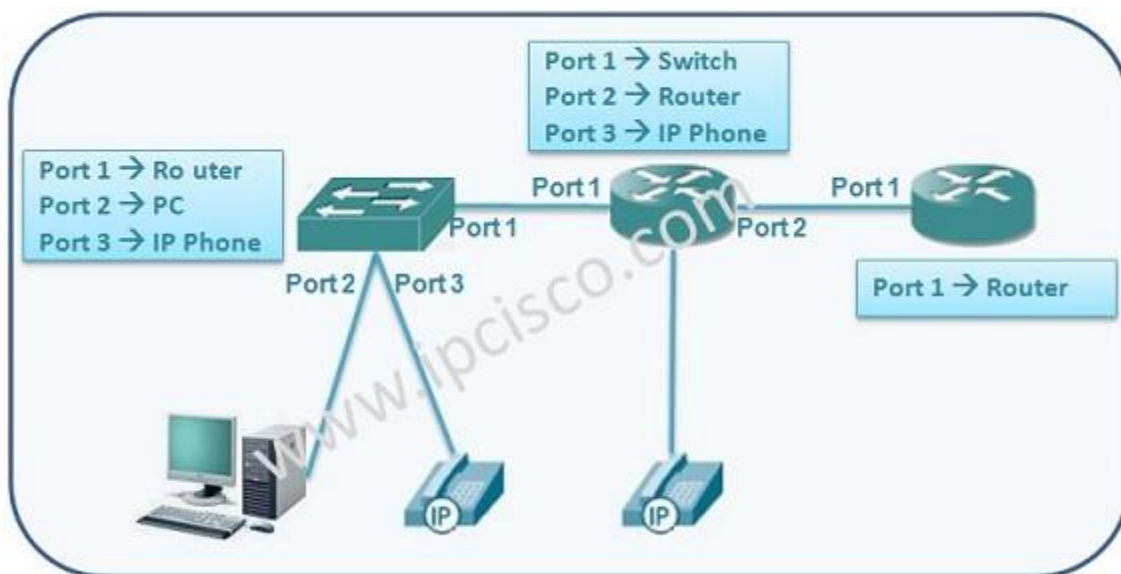 Port 1 → Switch
Port 2 → Router
Port 3 → IP Phone
Port 1 → Ro uter
Port 2 → PC
Port 3 → IP Phone
Port 1
Port 1
Port 2
Port 1
Port 2
Port 3
Port 1 → Router
www.ipcisco.com
IP
IP